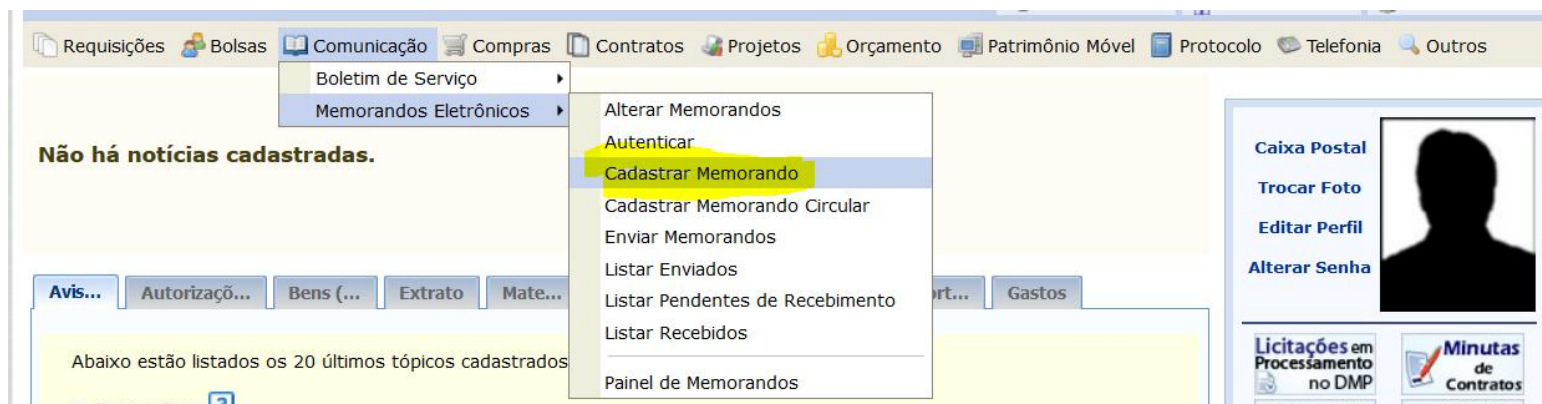 Requisições Bolsas Comunicação Compras Contratos Projetos Orçamento Patrimônio Móvel Protocolo Telefonia Outros
Boletim de Serviço
Memorandos Eletrônicos
Alterar Memorandos
Autenticar
Cadastrar Memorando
Cadastrar Memorando Circular
Enviar Memorandos
Listar Enviados
Listar Pendentes de Recebimento
Listar Recebidos
Painel de Memorandos
Não há notícias cadastradas.
Caixa Postal
Trocar Foto
Editar Perfil
Alterar Senha
Avis... Autorizaçõ... Bens (... Extrato Mate... ort... Gastos
Abaixo estão listados os 20 últimos tópicos cadastrados
Licitações em
Processamento
no DMP
Minutas
de
Contratos